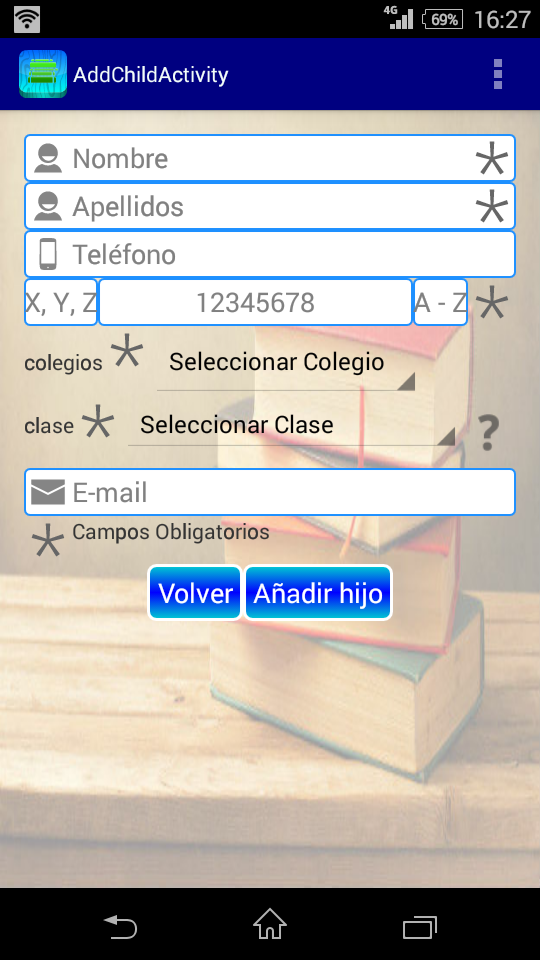 4G 69% 16:27
AddChildActivity
Nombre
Apellidos
Teléfono
X, Y, Z 12345678 A - Z
colegios Seleccionar Colegio
clase Seleccionar Clase ?
E-mail
Campos Obligatorios
Volver Añadir hijo